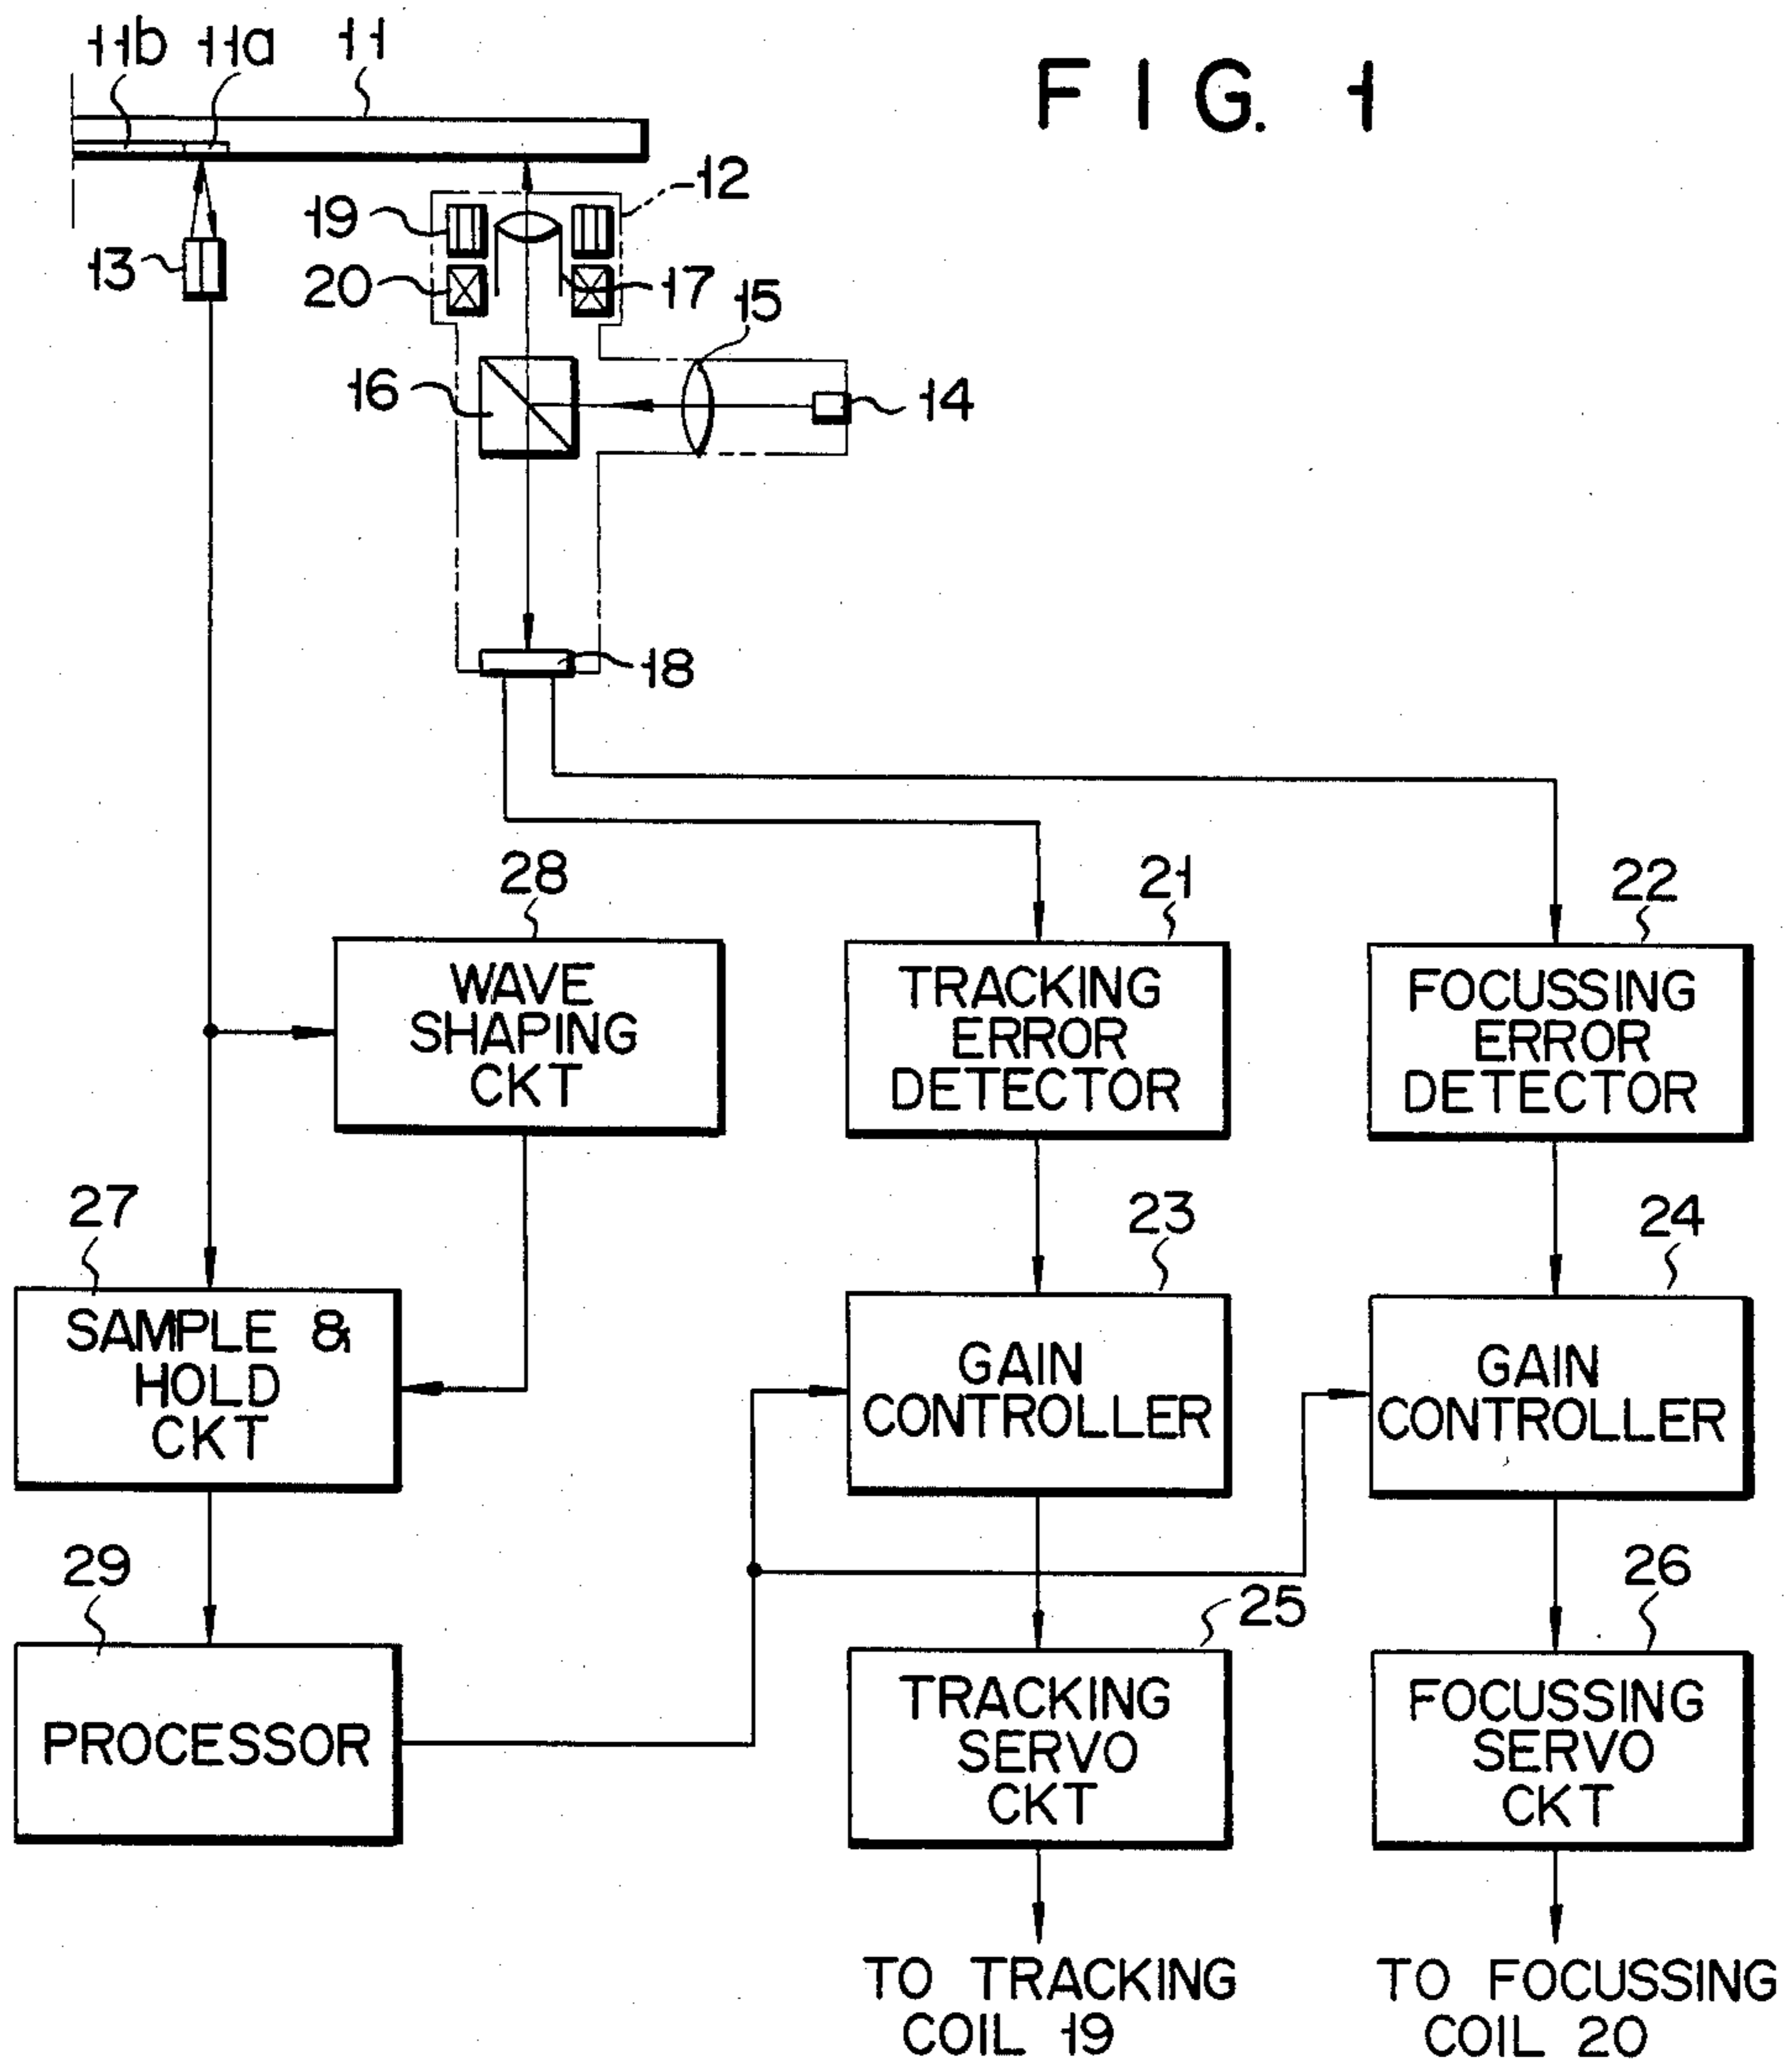 11b 11a 11
FIG. 1
12
19
13
20
17
15
16
14
18
28
21
22
WAVE
SHAPING
CKT
TRACKING
ERROR
DETECTOR
FOCUSSING
ERROR
DETECTOR
27
23
24
SAMPLE &
HOLD
CKT
GAIN
CONTROLLER
GAIN
CONTROLLER
29
25
26
PROCESSOR
TRACKING
SERVO
CKT
FOCUSSING
SERVO
CKT
TO TRACKING
COIL 19
TO FOCUSSING
COIL 20